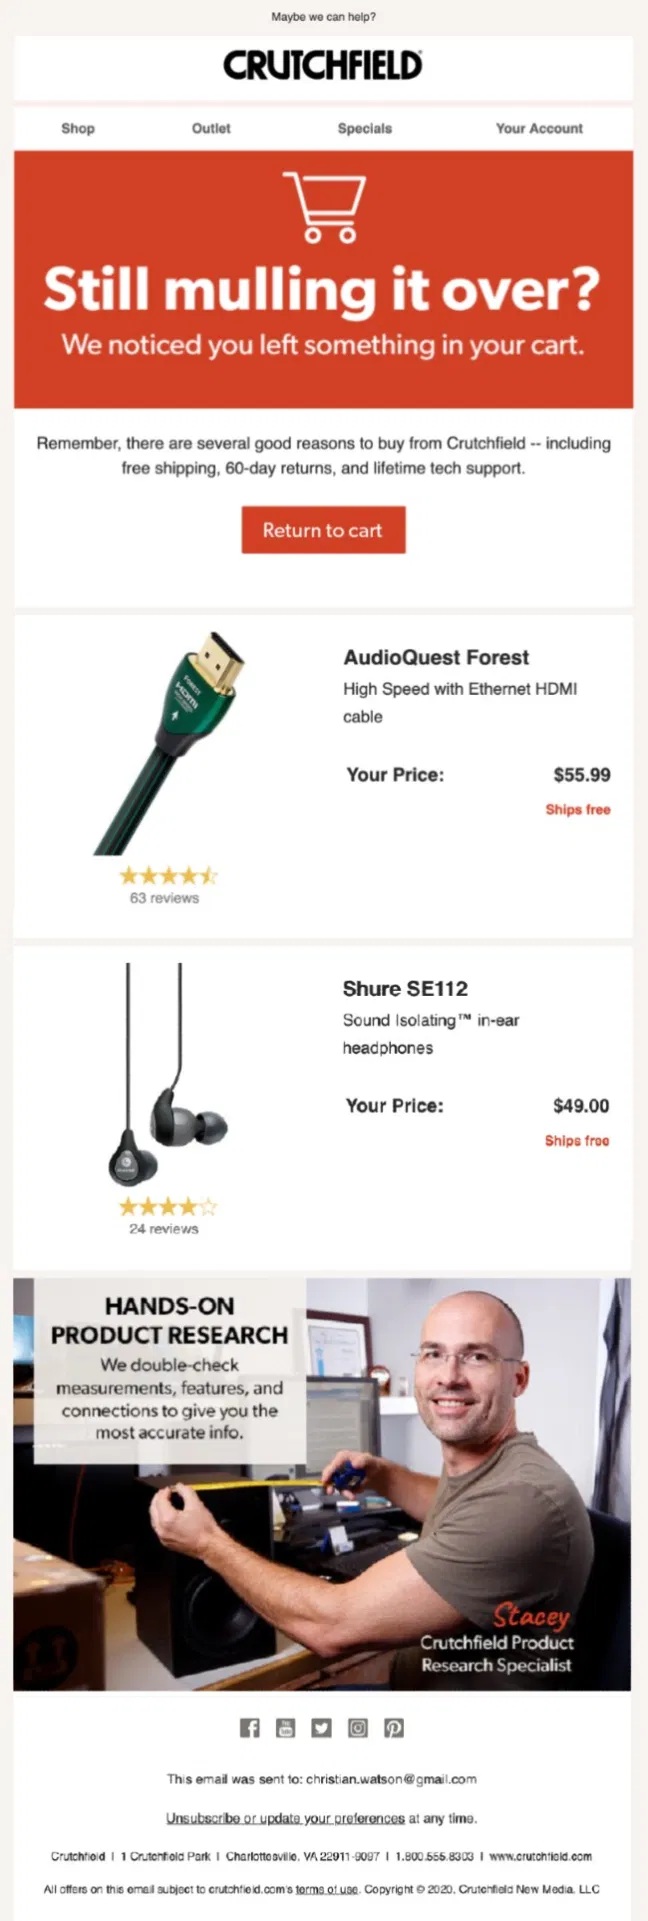 Maybe we can help?
CRUTCHFIELD
Shop Outlet Specials Your Account
Still mulling it over?
We noticed you left something in your cart.
Remember, there are several good reasons to buy from Crutchfield -- including
free shipping, 60-day returns, and lifetime tech support.
Return to cart
FOREST
HDMI
AudioQuest Forest
High Speed with Ethernet HDMI
cable
Your Price: $55.99
Ships free
63 reviews
Shure SE112
Sound Isolating™ in-ear
headphones
Your Price: $49.00
Ships free
24 reviews
HANDS-ON
PRODUCT RESEARCH
We double-check
measurements, features, and
connections to give you the
most accurate info.
Stacey
Crutchfield Product
Research Specialist
This email was sent to: christian.watson@gmail.com
Unsubscribe or update your preferences at any time.
Crutchfield | 1 Crutchfield Park | Charlottesville, VA 22911-9097 | 1.800.555.8303 | www.crutchfield.com
All offers on this email subject to crutchfield.com's terms of use. Copyright © 2020, Crutchfield New Media, LLC